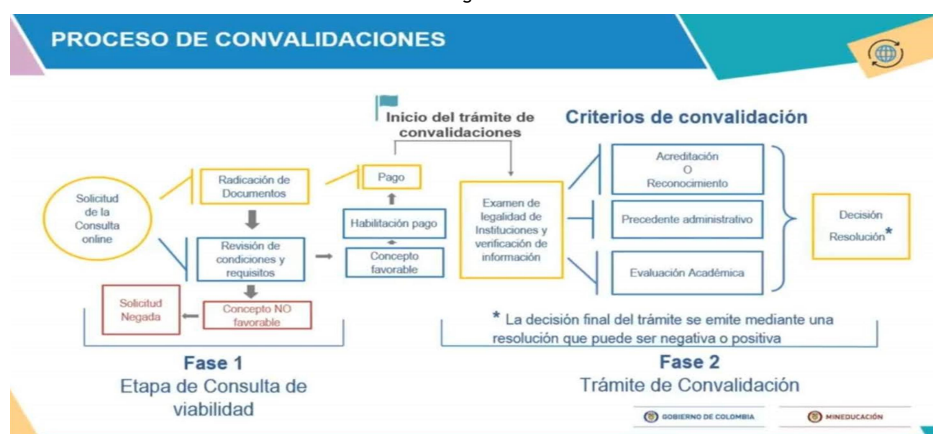 PROCESO DE CONVALIDACIONES
Inicio del trámite de
convalidaciones
Criterios de convalidación
Solicitud
de la
Consulta
online
Radicación de
Documentos
Revisión de
condiciones y
requisitos
Concepto NO
favorable
Solicitud
Negada
Pago
Habilitación pago
Concepto
favorable
Examen de
legalidad de
Instituciones y
verificación de
información
Acreditación
O
Reconocimiento
Precedente administrativo
Evaluación Académica
Decisión
Resolución*
* La decisión final del trámite se emite mediante una
resolución que puede ser negativa o positiva
Fase 1
Etapa de Consulta de
viabilidad
Fase 2
Trámite de Convalidación
GOBIERNO DE COLOMBIA
MINEDUCACIÓN